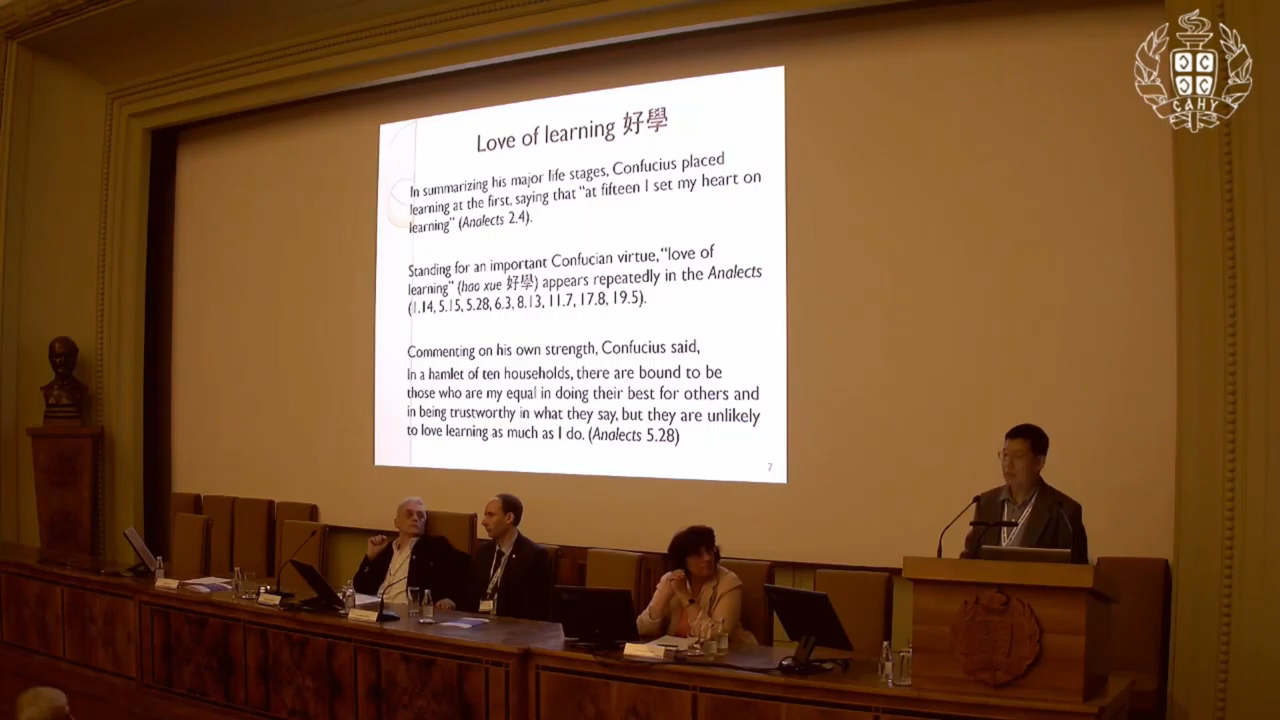 Love of learning 好學
In summarizing his major life stages, Confucius placed
learning at the first, saying that "at fifteen I set my heart on
learning" (Analects 2.4).
Standing for an important Confucian virtue, "love of
learning" (hao xue 好學) appears repeatedly in the Analects
(1.14, 5.15, 5.28, 6.3, 8.13, 11.7, 17.8, 19.5).
Commenting on his own strength, Confucius said,
In a hamlet of ten households, there are bound to be
those who are my equal in doing their best for others and
in being trustworthy in what they say, but they are unlikely
to love learning as much as I do. (Analects 5.28)
7
САНУ